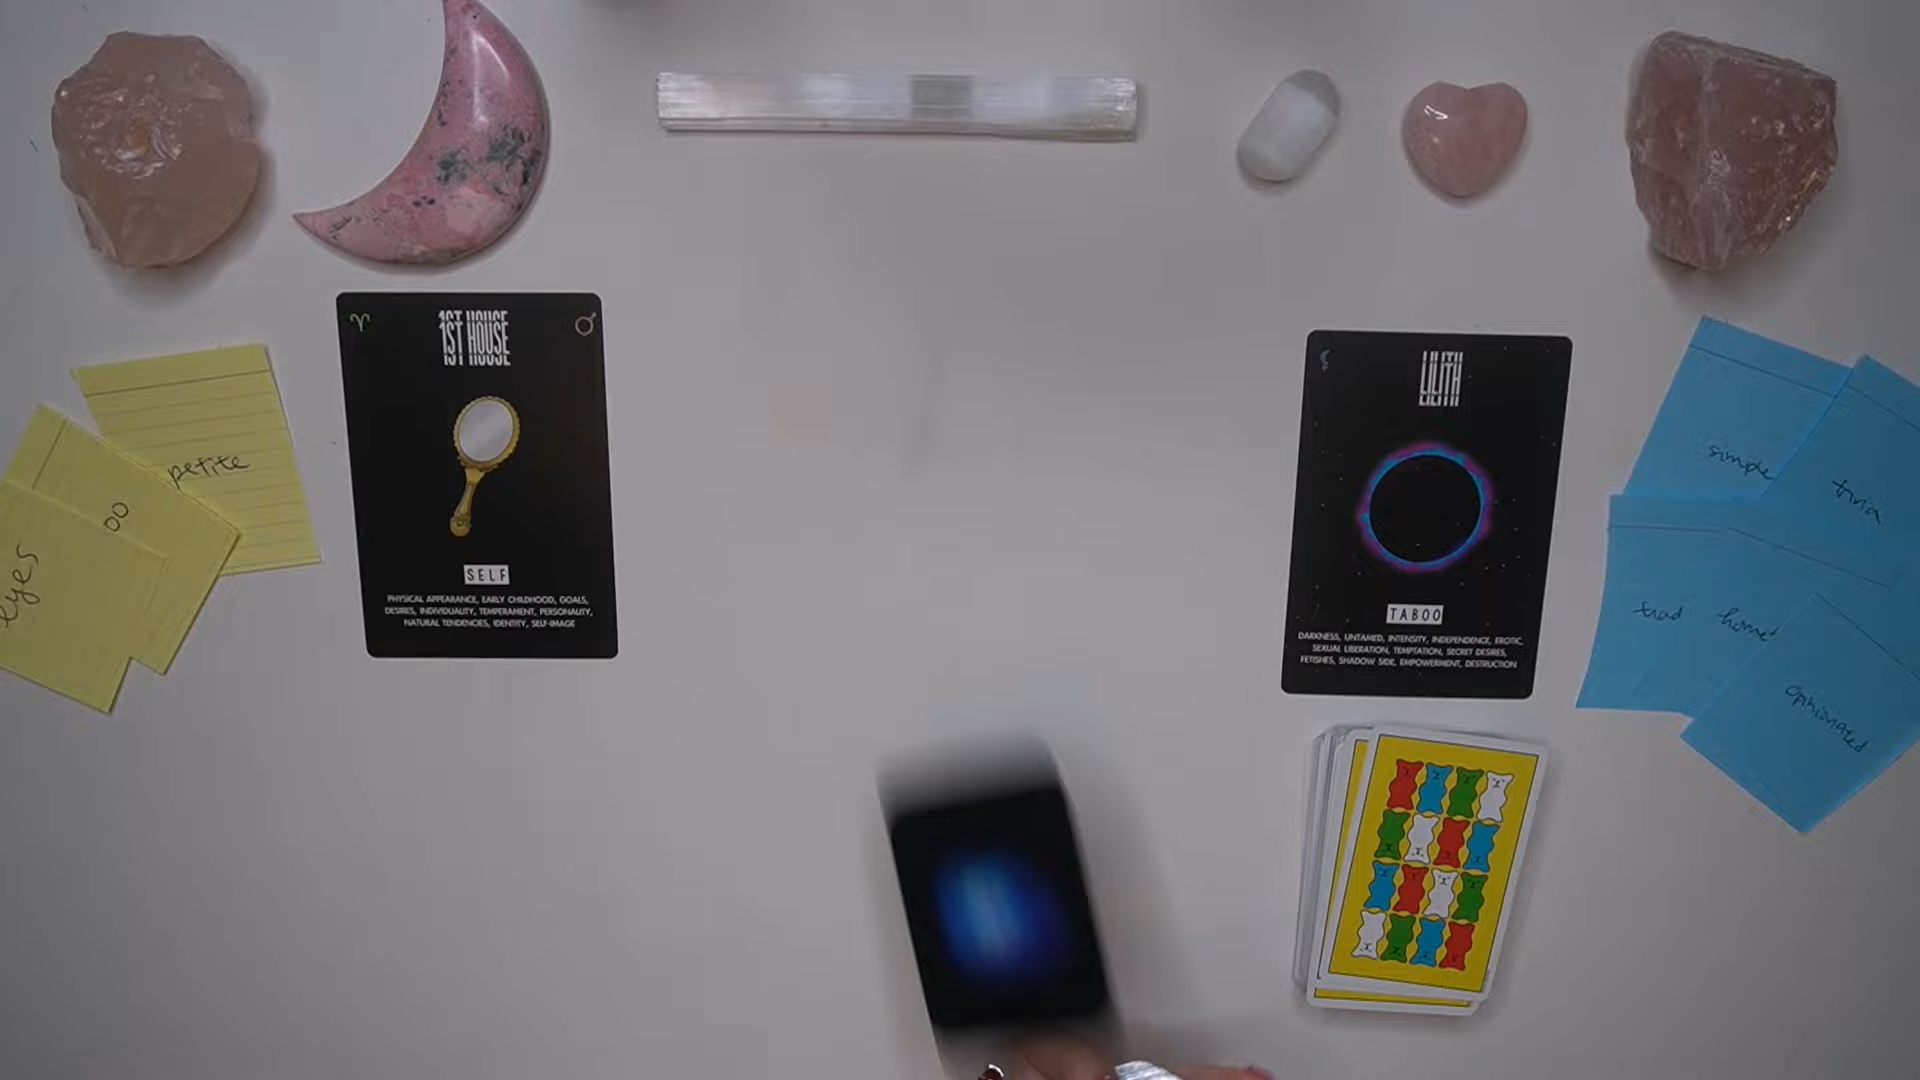 1ST HOUSE
SELF
PHYSICAL APPEARANCE, EARLY CHILDHOOD, GOALS,
DESIRES, INDIVIDUALITY, TEMPERAMENT, PERSONALITY,
NATURAL TENDENCIES, IDENTITY, SELF-IMAGE
LILITH
TABOO
DARKNESS, UNTAMED, INTENSITY, INDEPENDENCE, EROTIC,
SEXUAL LIBERATION, TEMPTATION, SECRET DESIRES,
FETISHES, SHADOW SIDE, EMPOWERMENT, DESTRUCTION
petite
oo
eyes
simple
trad
opinionated